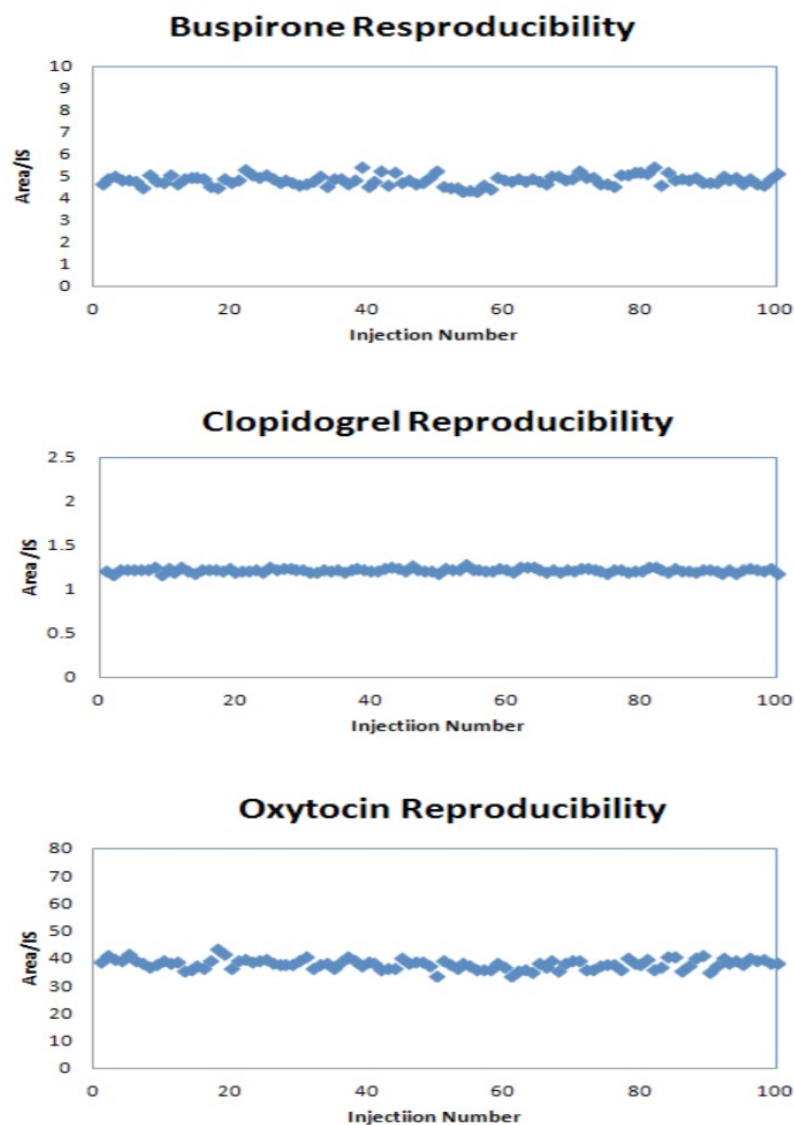 Buspirone Resproducibility
10
9
8
7
6
5
4
3
2
1
0
Area/IS
0 20 40 60 80 100
Injection Number
Clopidogrel Reproducibility
2.5
2
1.5
1
0.5
0
Area /IS
0 20 40 60 80 100
Injectiion Number
Oxytocin Reproducibility
80
70
60
50
40
30
20
10
0
Area/IS
0 20 40 60 80 100
Injectiion Number